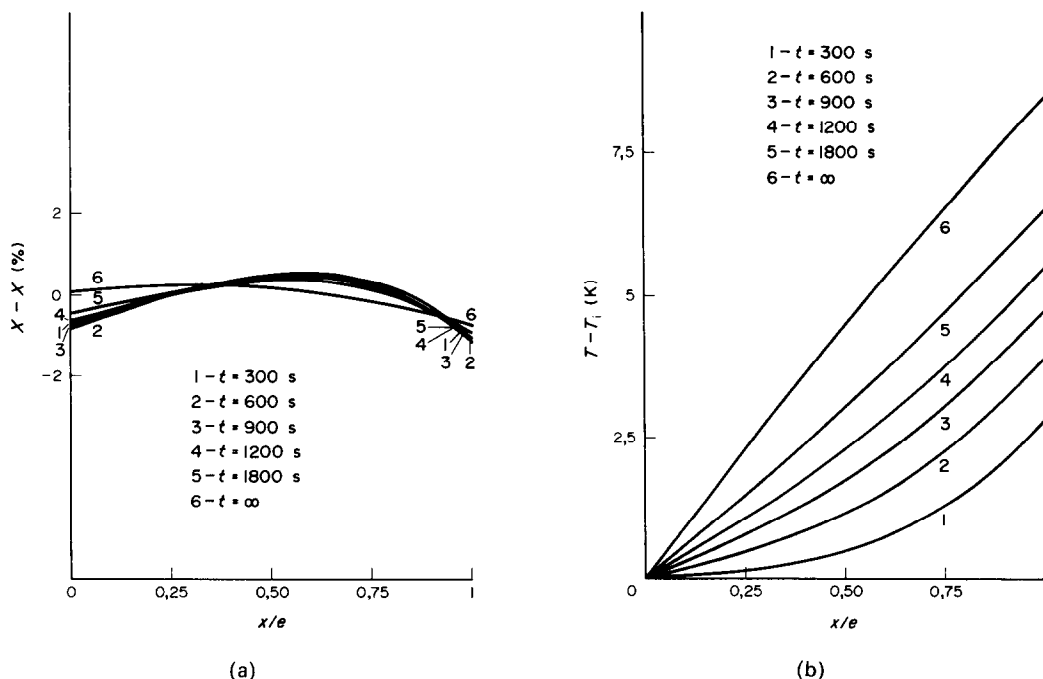 X – X (%)
2
0
-2
6
5
4
1
3
2
5
4
1
3
6
2
1 – t = 300 s
2 – t = 600 s
3 – t = 900 s
4 – t = 1200 s
5 – t = 1800 s
6 – t = ∞
0
0,25
0,50
0,75
1
x/e
(a)
T – Ti (K)
7,5
5
2,5
1 – t = 300 s
2 – t = 600 s
3 – t = 900 s
4 – t = 1200 s
5 – t = 1800 s
6 – t = ∞
6
5
4
3
2
1
0
0,25
0,50
0,75
1
x/e
(b)